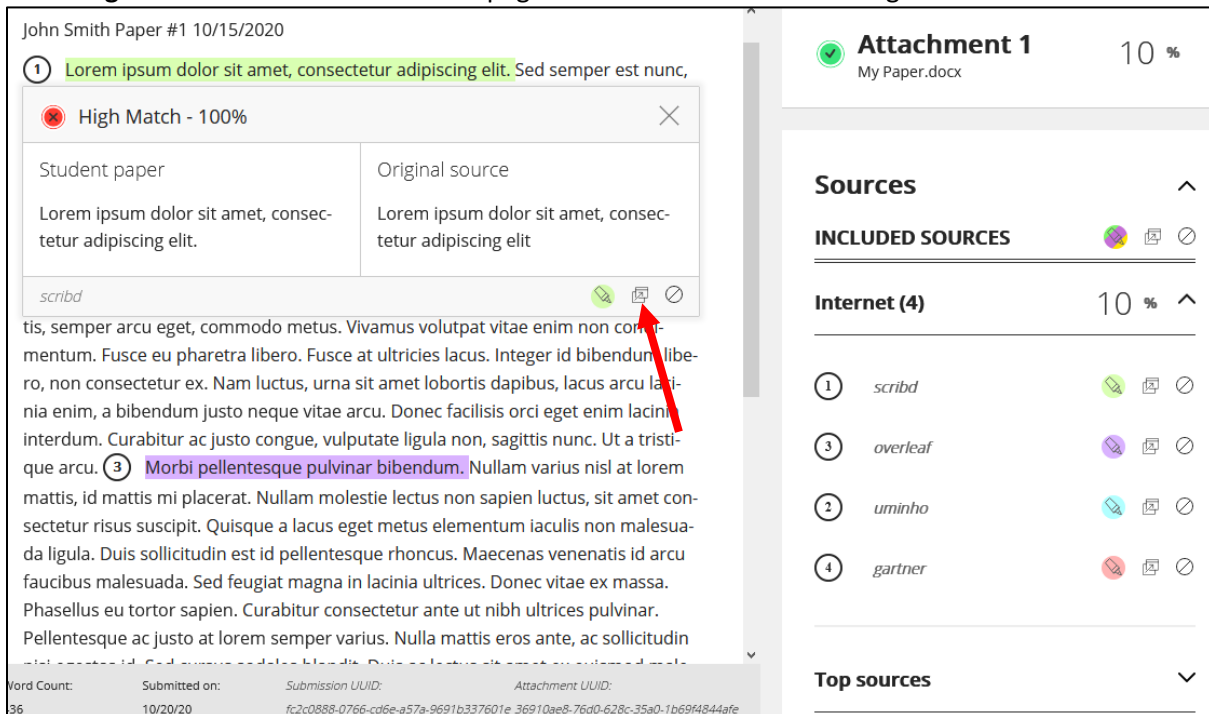 John Smith Paper #1 10/15/2020
1 Lorem ipsum dolor sit amet, consectetur adipiscing elit. Sed semper est nunc,
High Match - 100%
Student paper
Lorem ipsum dolor sit amet, consec-
tetur adipiscing elit.
Original source
Lorem ipsum dolor sit amet, consec-
tetur adipiscing elit
scribd
tis, semper arcu eget, commodo metus. Vivamus volutpat vitae enim non condi-
mentum. Fusce eu pharetra libero. Fusce at ultricies lacus. Integer id bibendum libe-
ro, non consectetur ex. Nam luctus, urna sit amet lobortis dapibus, lacus arcu laci-
nia enim, a bibendum justo neque vitae arcu. Donec facilisis orci eget enim lacinia
interdum. Curabitur ac justo congue, vulputate ligula non, sagittis nunc. Ut a tristi-
que arcu. 3 Morbi pellentesque pulvinar bibendum. Nullam varius nisl at lorem
mattis, id mattis mi placerat. Nullam molestie lectus non sapien luctus, sit amet con-
sectetur risus suscipit. Quisque a lacus eget metus elementum iaculis non malesua-
da ligula. Duis sollicitudin est id pellentesque rhoncus. Maecenas venenatis id arcu
faucibus malesuada. Sed feugiat magna in lacinia ultrices. Donec vitae ex massa.
Phasellus eu tortor sapien. Curabitur consectetur ante ut nibh ultrices pulvinar.
Pellentesque ac justo at lorem semper varius. Nulla mattis eros ante, ac sollicitudin
Word Count:
36
Submitted on:
10/20/20
Submission UUID:
fc2c0888-0766-cd6e-a57a-9691b337601e
Attachment UUID:
36910ae8-76d0-628c-35a0-1b69f4844afe
Attachment 1
My Paper.docx
10 %
Sources
INCLUDED SOURCES
Internet (4) 10 %
1 scribd
3 overleaf
2 uminho
4 gartner
Top sources